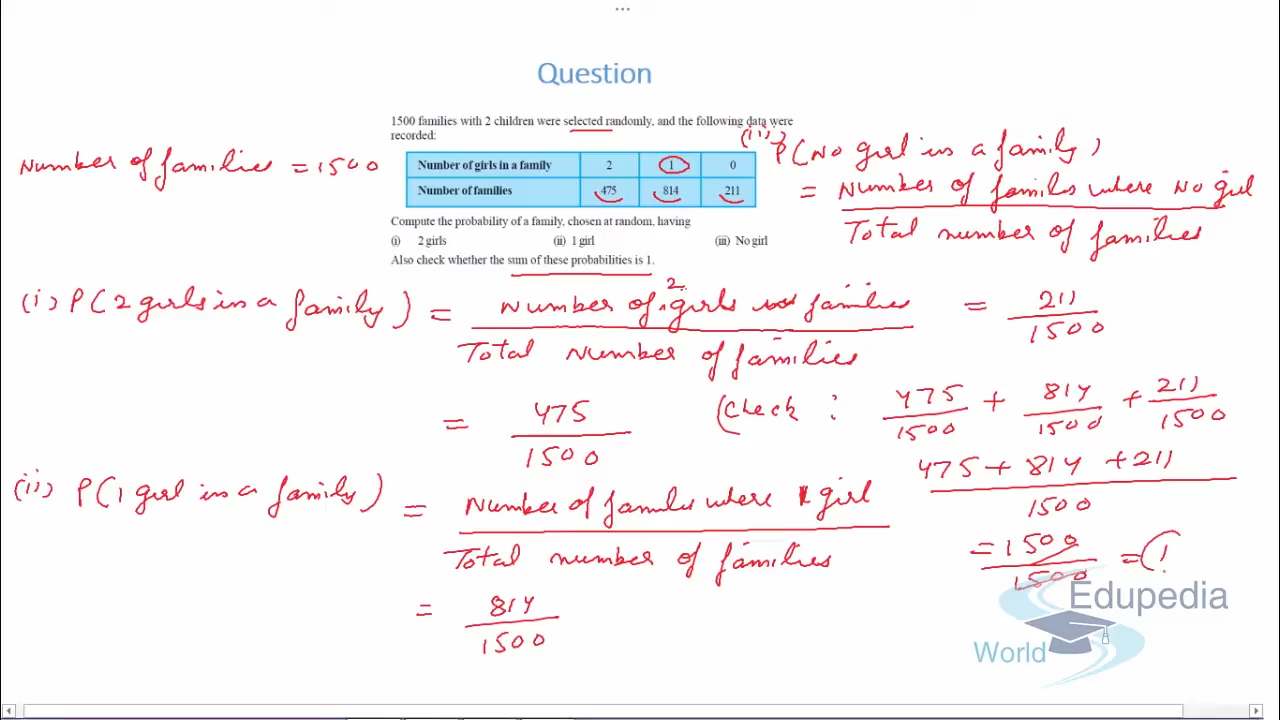 Question
1500 families with 2 children were selected randomly, and the following data were
recorded:
Number of girls in a family 2 1 0
Number of families 475 814 211
Compute the probability of a family, chosen at random, having
(i) 2 girls (ii) 1 girl (iii) No girl
Also check whether the sum of these probabilities is 1.
Number of families = 1500
(i) P(2 girls in a family) = Number of 2 girls families
Total Number of families
= 475
1500
(ii) P(1 girl in a family) = Number of families where 1 girl
Total number of families
= 814
1500
(iii) P(No girl in a family)
= Number of families where No girl
Total number of families
= 211
1500
Check : 475/1500 + 814/1500 + 211/1500
475 + 814 + 211
1500
= 1500
1500 = 1
Edupedia
World